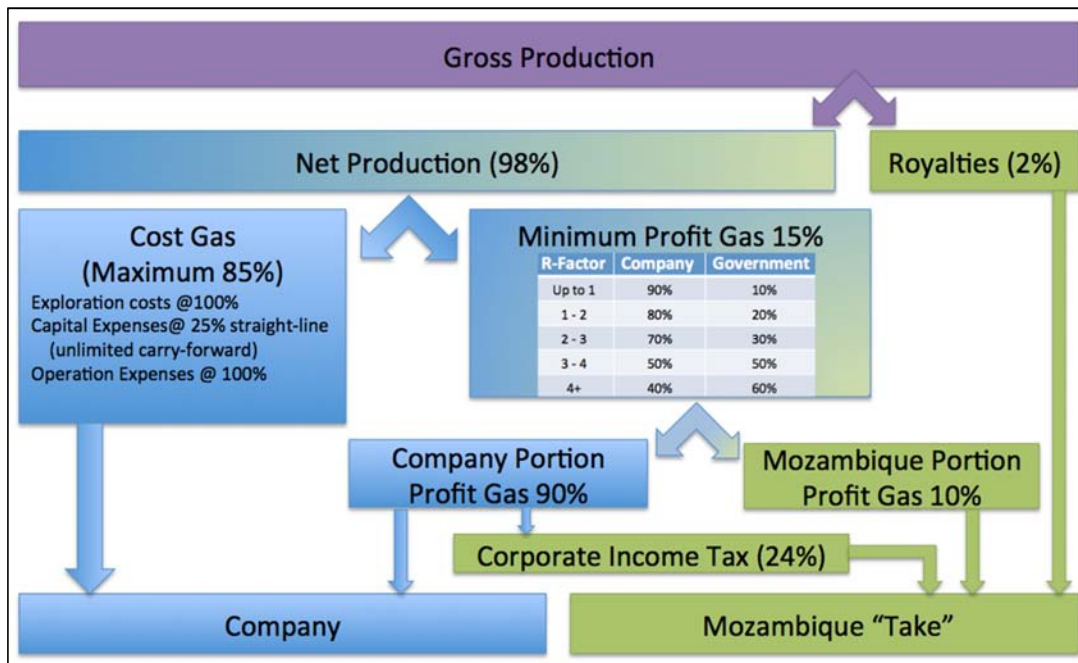 Gross Production
Net Production (98%)
Royalties (2%)
Cost Gas
(Maximum 85%)
Exploration costs @100%
Capital Expenses@ 25% straight-line
(unlimited carry-forward)
Operation Expenses @ 100%
Minimum Profit Gas 15%
R-Factor Company Government
Up to 1 90% 10%
1 - 2 80% 20%
2 - 3 70% 30%
3 - 4 50% 50%
4+ 40% 60%
Company Portion
Profit Gas 90%
Mozambique Portion
Profit Gas 10%
Corporate Income Tax (24%)
Company
Mozambique “Take”